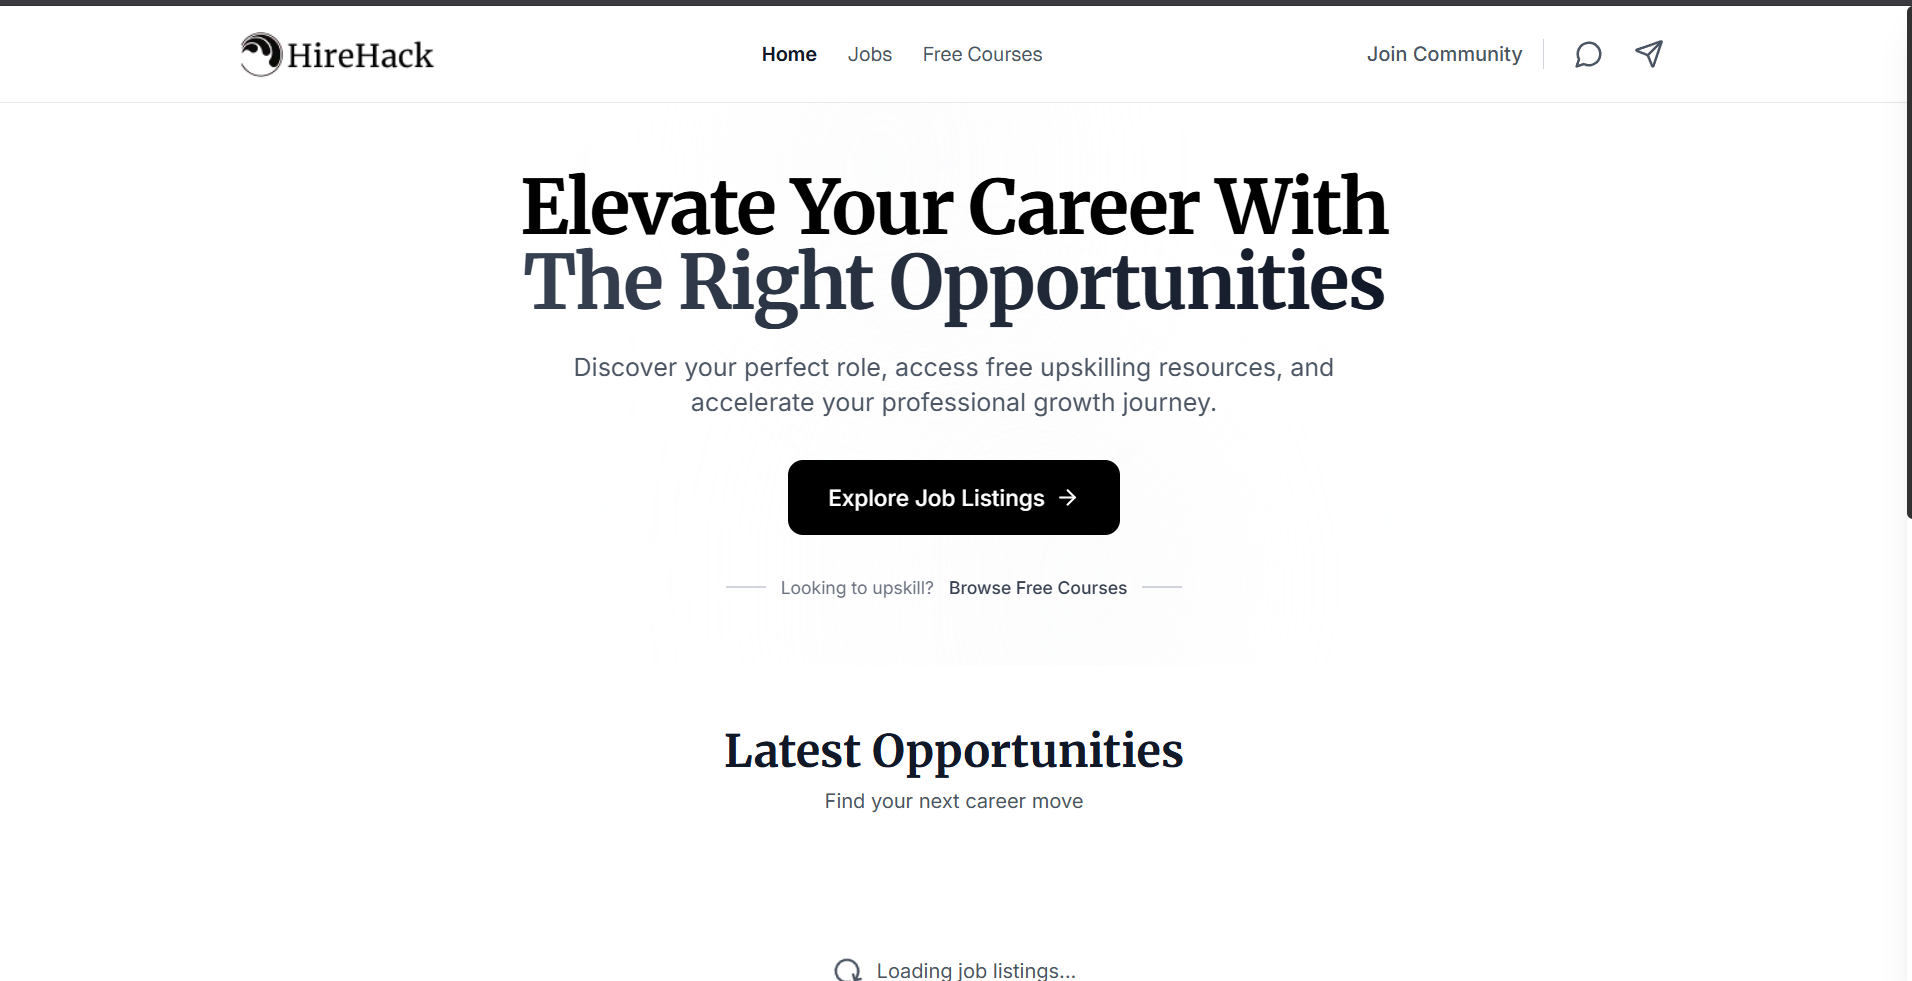 HireHack
Home Jobs Free Courses
Join Community
Elevate Your Career With
The Right Opportunities
Discover your perfect role, access free upskilling resources, and
accelerate your professional growth journey.
Explore Job Listings →
Looking to upskill? Browse Free Courses
Latest Opportunities
Find your next career move
Loading job listings...